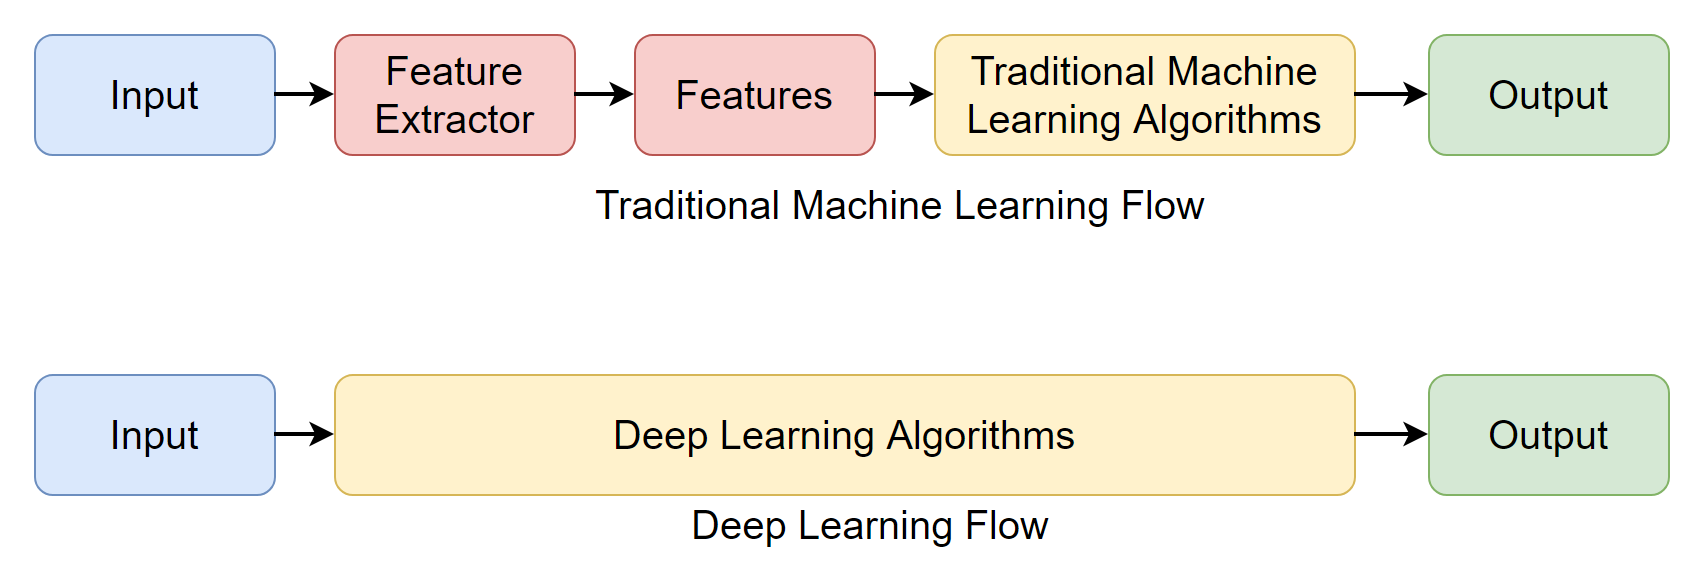 Input
Feature
Extractor
Features
Traditional Machine
Learning Algorithms
Output
Traditional Machine Learning Flow
Input
Deep Learning Algorithms
Output
Deep Learning Flow